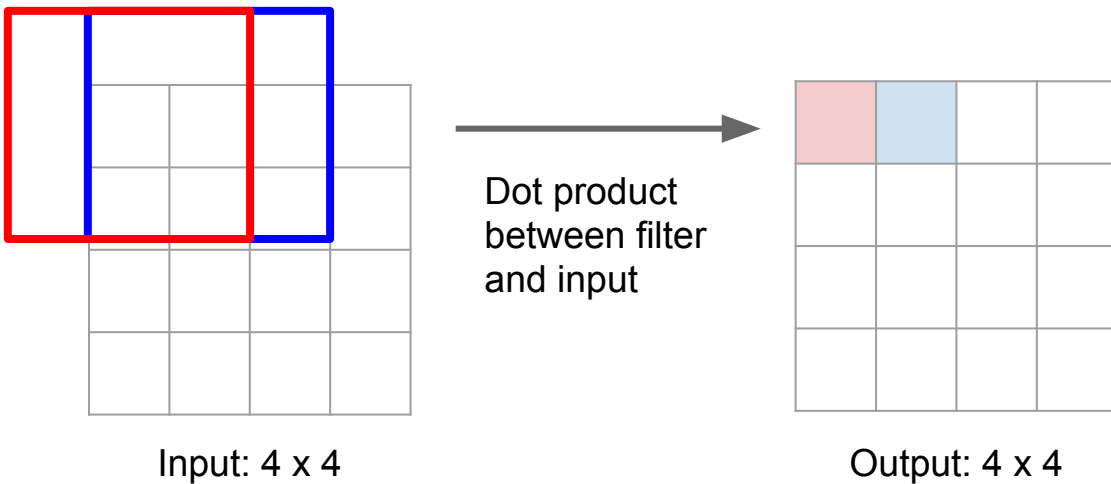 Dot product
between filter
and input
Input: 4 x 4
Output: 4 x 4